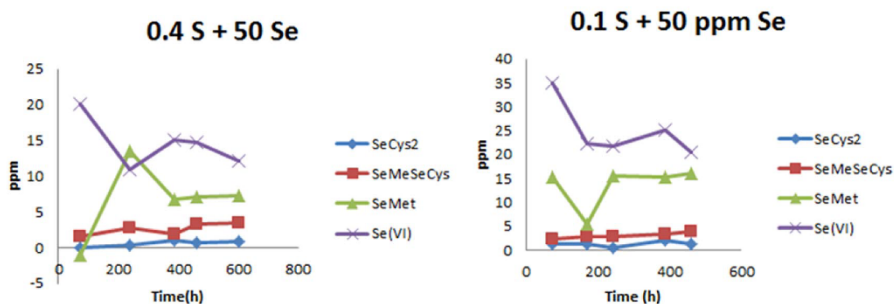 0.4 S + 50 Se
25
20
15
10
5
0
-5
ppm
0 200 400 600 800
Time(h)
SeCys2
SeMeSeCys
SeMet
Se(VI)
0.1 S + 50 ppm Se
40
35
30
25
20
15
10
5
0
ppm
0 200 400 600
Time (h)
SeCys2
SeMeSeCys
SeMet
Se(VI)